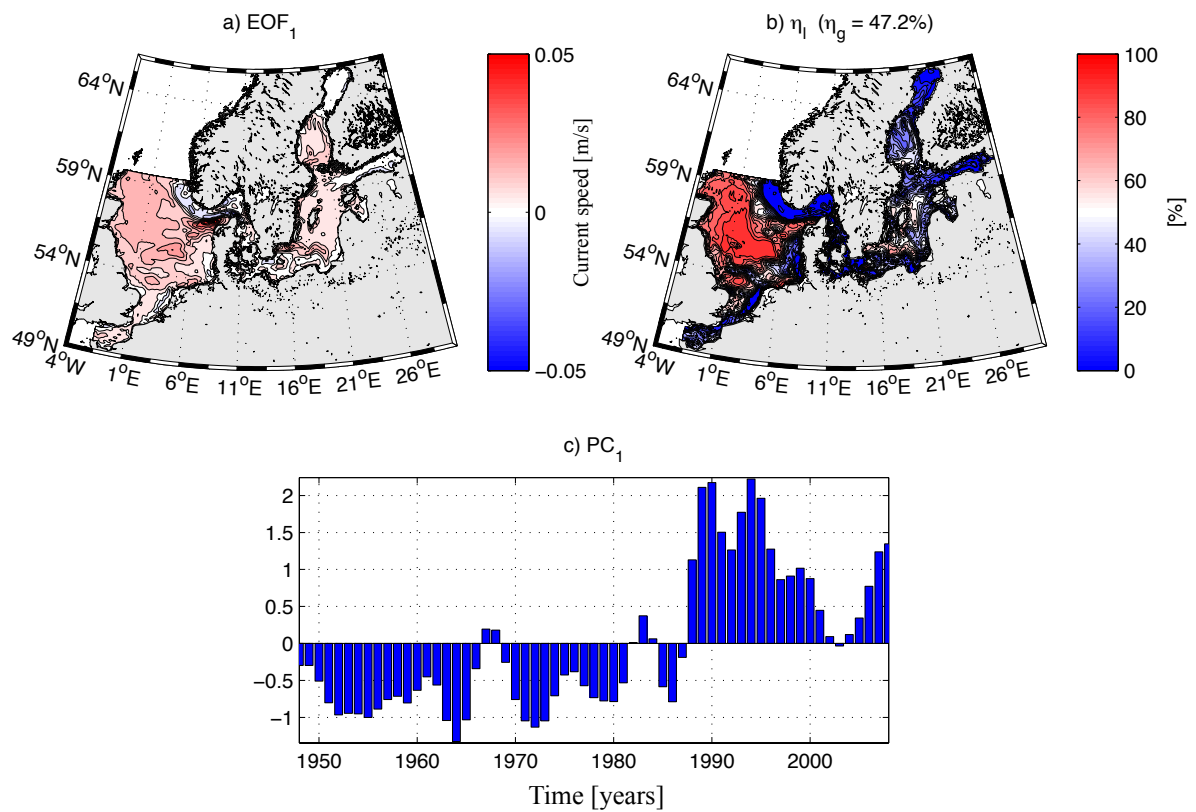 a) EOF₁
64°N
59°N
54°N
49°N
4°W
1°E
6°E
11°E
16°E
21°E
26°E
0.05
0
−0.05
Current speed [m/s]
b) ηₗ (η_g = 47.2%)
64°N
59°N
54°N
49°N
4°W
1°E
6°E
11°E
16°E
21°E
26°E
100
80
60
40
20
0
[%]
c) PC₁
2
1.5
1
0.5
0
−0.5
−1
1950 1960 1970 1980 1990 2000
Time [years]